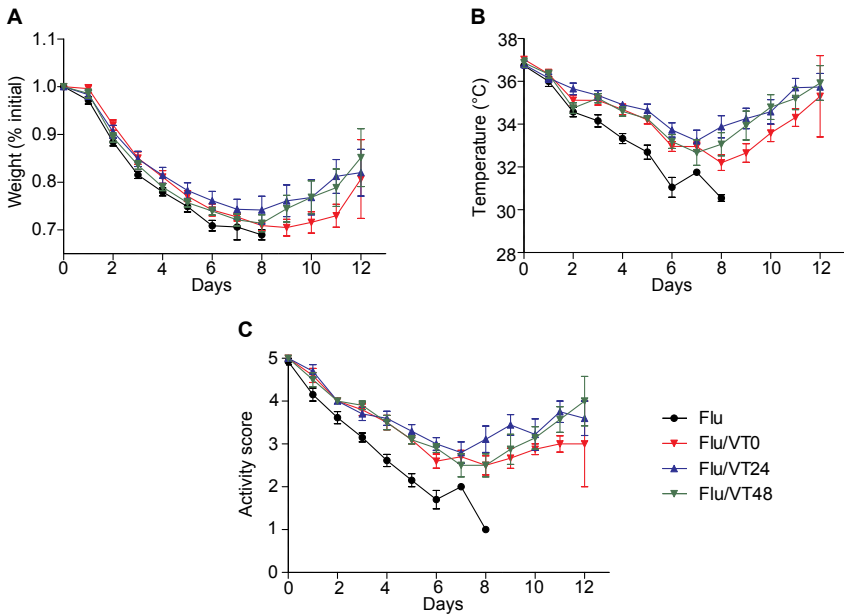 A
Weight (% initial)
1.1
1.0
0.9
0.8
0.7
0 2 4 6 8 10 12
Days
B
Temperature (°C)
38
36
34
32
30
28
0 2 4 6 8 10 12
Days
C
Activity score
5
4
3
2
1
0
0 2 4 6 8 10 12
Days
Flu
Flu/VT0
Flu/VT24
Flu/VT48